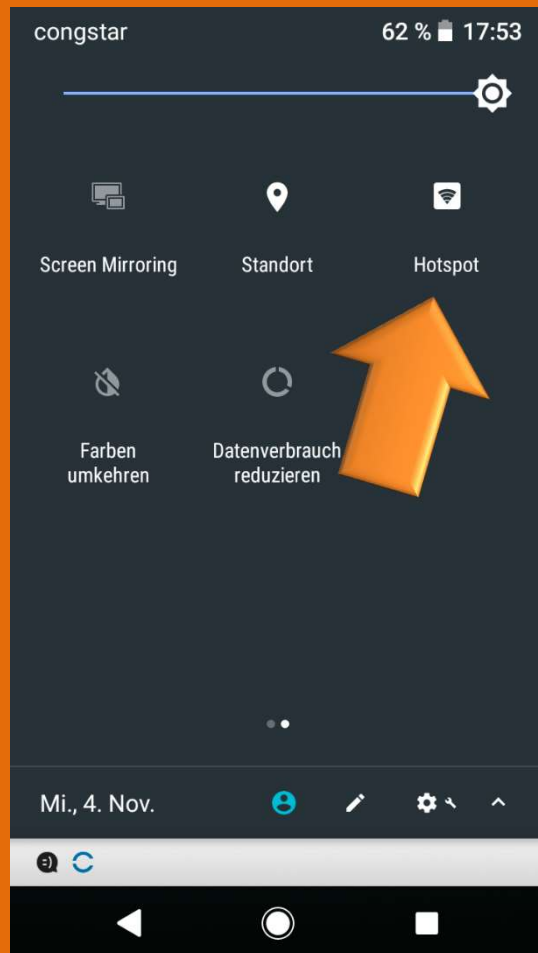 congstar 62 % 17:53
Screen Mirroring Standort Hotspot
Farben Datenverbrauch
umkehren reduzieren
Mi., 4. Nov.